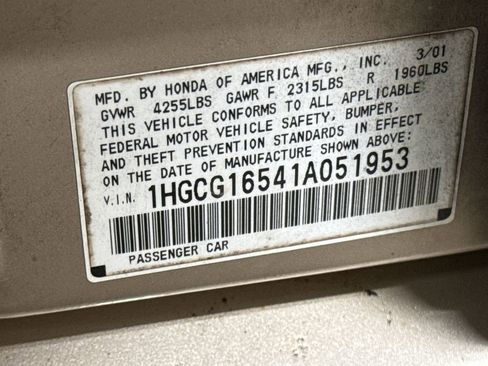 MFD. BY HONDA OF AMERICA MFG., INC. 3/01
GVWR 4255LBS GAWR F 2315LBS R 1960LBS
THIS VEHICLE CONFORMS TO ALL APPLICABLE
FEDERAL MOTOR VEHICLE SAFETY, BUMPER,
AND THEFT PREVENTION STANDARDS IN EFFECT
ON THE DATE OF MANUFACTURE SHOWN ABOVE:
V.I.N. 1HGCG16541A051953
PASSENGER CAR